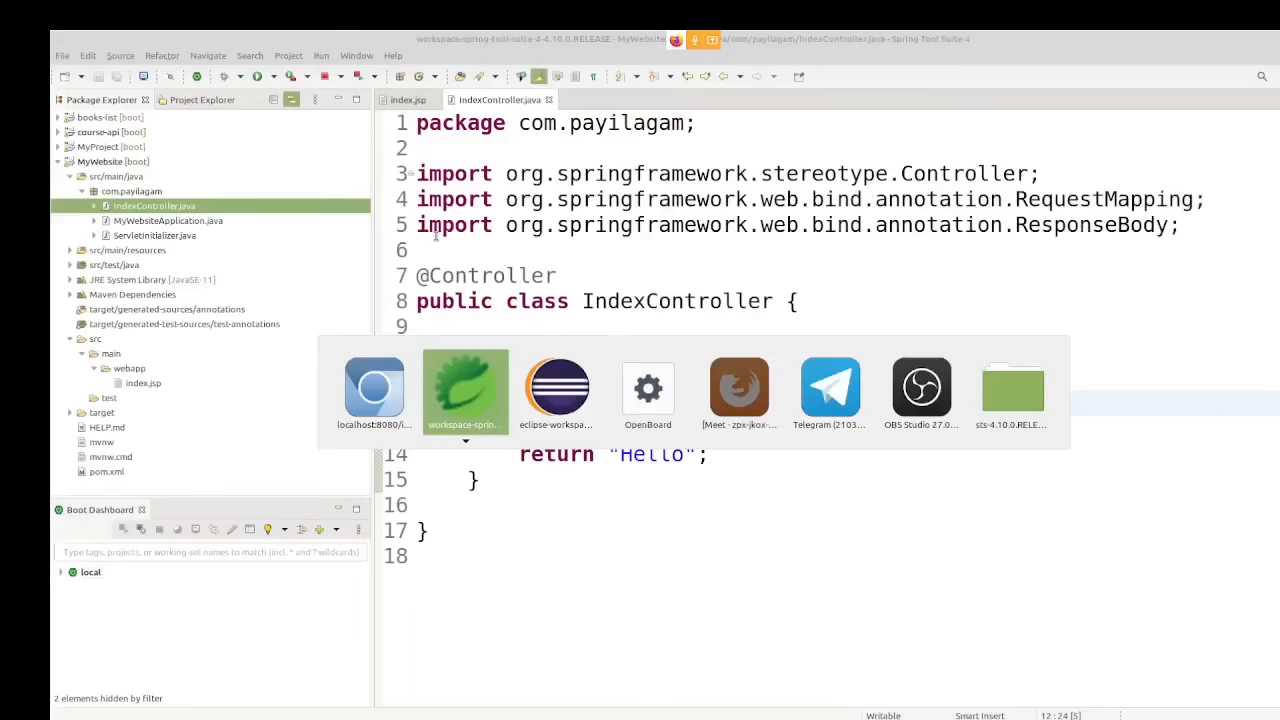 workspace-spring-tool-suite-4-4.10.0.RELEASE - MyWebsite
a/com/payilagam/IndexController.java - Spring Tool Suite 4
File Edit Source Refactor Navigate Search Project Run Window Help
Package Explorer
Project Explorer
index.jsp
IndexController.java
books-list [boot]
course-api [boot]
MyProject [boot]
MyWebsite [boot]
src/main/java
com.payilagam
IndexController.java
MyWebsiteApplication.java
ServletInitializer.java
src/main/resources
src/test/java
JRE System Library [JavaSE-11]
Maven Dependencies
target/generated-sources/annotations
target/generated-test-sources/test-annotations
src
main
webapp
index.jsp
test
target
HELP.md
mvnw
mvnw.cmd
pom.xml
1 package com.payilagam;
2
3 import org.springframework.stereotype.Controller;
4 import org.springframework.web.bind.annotation.RequestMapping;
5 import org.springframework.web.bind.annotation.ResponseBody;
6
7 @Controller
8 public class IndexController {
9
14 return "Hello";
15 }
16
17 }
18
localhost:8080/i...
workspace-sprin...
eclipse-workspa...
OpenBoard
[Meet - zpx-jkox-...
Telegram (2103...
OBS Studio 27.0...
sts-4.10.0.RELE...
Boot Dashboard
Type tags, projects, or working set names to match (incl. * and ? wildcards)
local
2 elements hidden by filter
Writable
Smart Insert
12 : 24 [5]